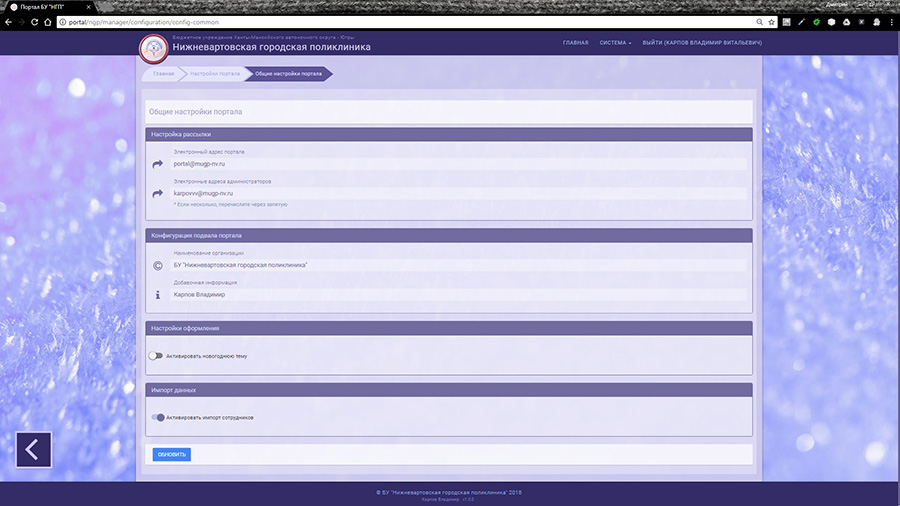 Портал БУ "НГП"
Дмитрий
portal/ngp/manager/configuration/config-common
Бюджетное учреждение Ханты-Мансийского автономного округа - Югры
Нижневартовская городская поликлиника
ГЛАВНАЯ
СИСТЕМА
ВЫЙТИ (КАРПОВ ВЛАДИМИР ВИТАЛЬЕВИЧ)
Главная
Настройки портала
Общие настройки портала
Общие настройки портала
Настройка рассылки
Электронный адрес портала
portal@mugp-nv.ru
Электронные адреса администраторов
karpovvv@mugp-nv.ru
* Если несколько, перечислите через запятую
Конфигурация подвала портала
Наименование организации
БУ "Нижневартовская городская поликлиника"
Добавочная информация
Карпов Владимир
Настройки оформления
Активировать новогоднюю тему
Импорт данных
Активировать импорт сотрудников
ОБНОВИТЬ
© БУ "Нижневартовская городская поликлиника" 2018
Карпов Владимир